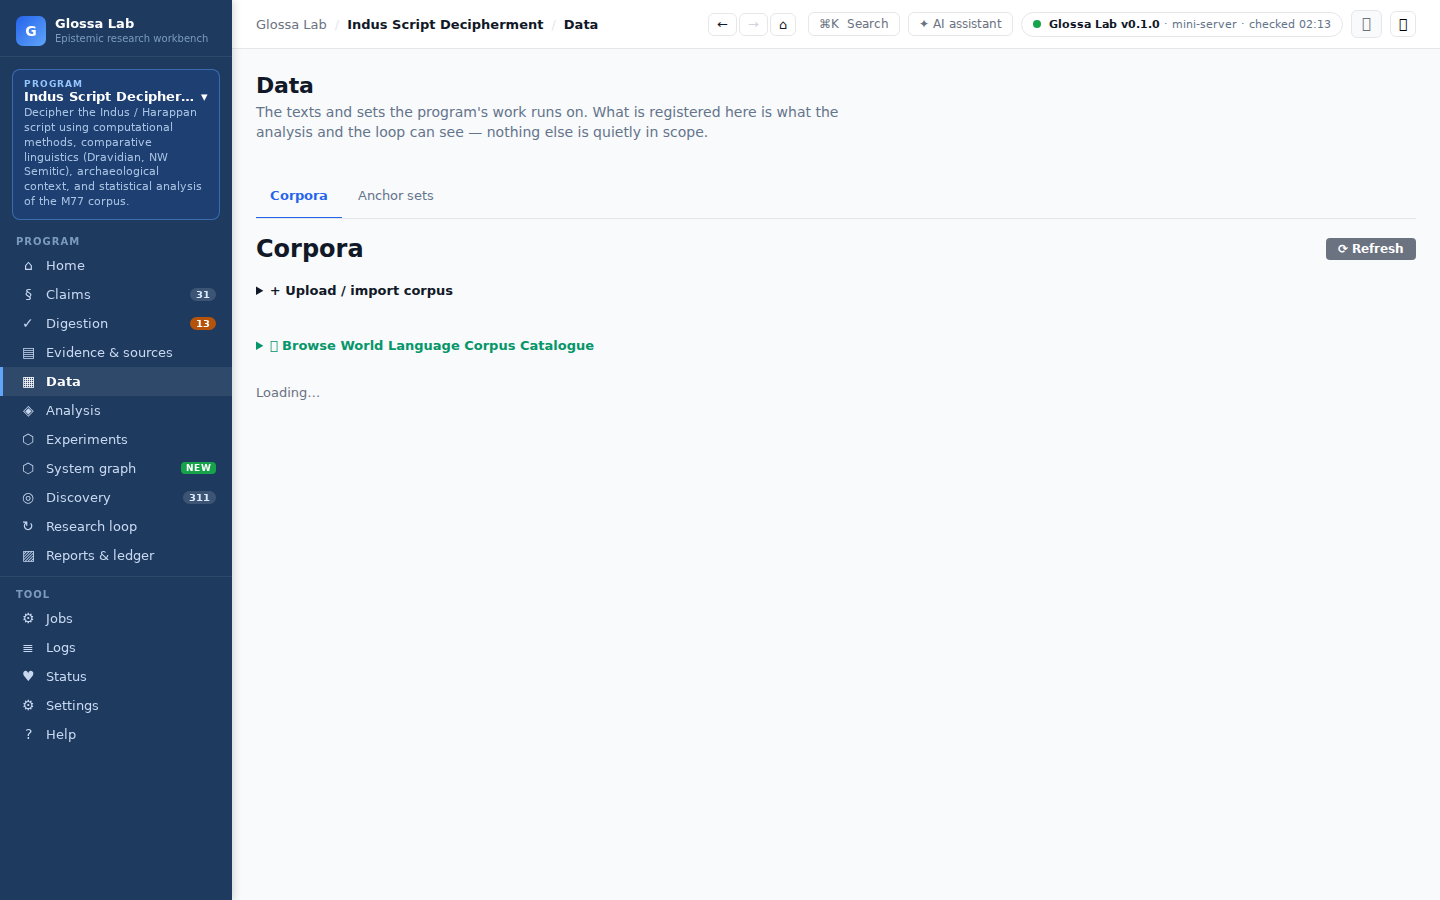 G
Glossa Lab
Epistemic research workbench
PROGRAM
Indus Script Decipher... ▾
Decipher the Indus / Harappan
script using computational
methods, comparative
linguistics (Dravidian, NW
Semitic), archaeological
context, and statistical analysis
of the M77 corpus.
PROGRAM
⌂ Home
§ Claims 31
✓ Digestion 13
▤ Evidence & sources
▦ Data
◈ Analysis
⬡ Experiments
⬡ System graph NEW
◎ Discovery 311
↻ Research loop
▨ Reports & ledger
TOOL
⚙ Jobs
≣ Logs
♥ Status
⚙ Settings
? Help
Glossa Lab / Indus Script Decipherment / Data
← → ⌂ ⌘K Search ✦ AI assistant Glossa Lab v0.1.0 · mini-server · checked 02:13
Data
The texts and sets the program's work runs on. What is registered here is what the
analysis and the loop can see — nothing else is quietly in scope.
Corpora Anchor sets
Corpora
⟳ Refresh
▶ + Upload / import corpus
▶ Browse World Language Corpus Catalogue
Loading...